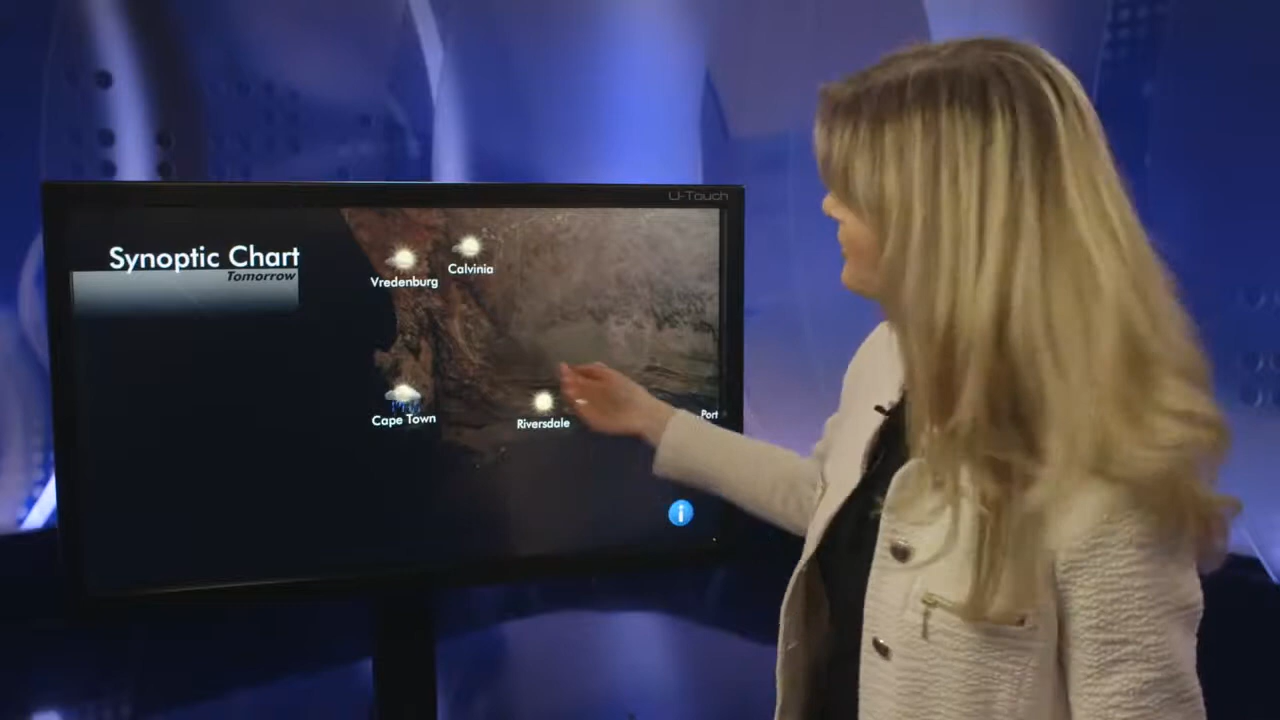 U-Touch
Synoptic Chart
Tomorrow
Vredenburg
Calvinia
Cape Town
Riversdale
Port
i